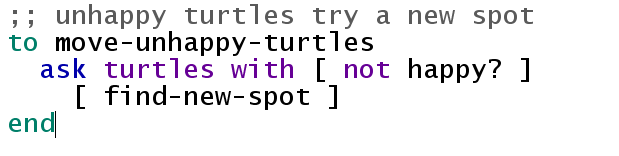 ;; unhappy turtles try a new spot
to move-unhappy-turtles
  ask turtles with [ not happy? ]
    [ find-new-spot ]
end